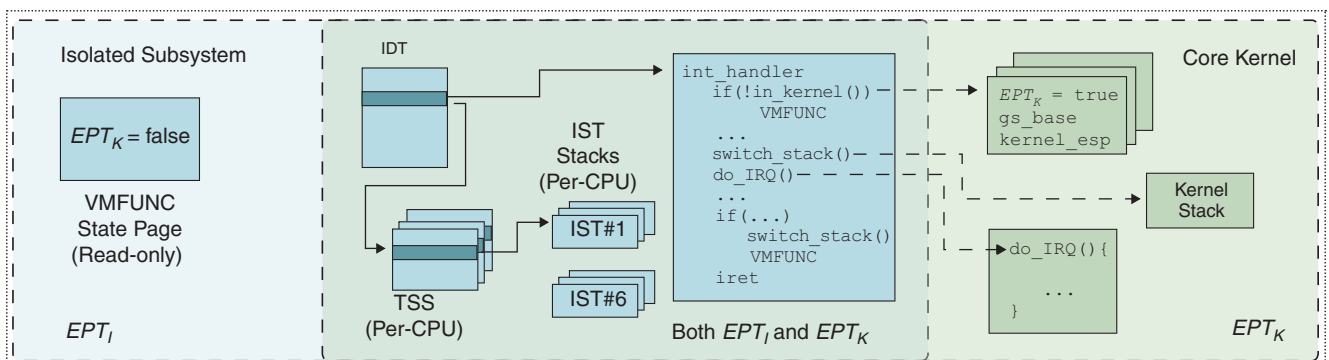 Isolated Subsystem
EPT_K = false
VMFUNC
State Page
(Read-only)
EPT_I
IDT
TSS
(Per-CPU)
IST
Stacks
(Per-CPU)
IST#1
IST#6
int_handler
if(!in_kernel())
VMFUNC
...
switch_stack()
do_IRQ()
...
if(...)
switch_stack()
VMFUNC
iret
Both EPT_I and EPT_K
Core Kernel
EPT_K = true
gs_base
kernel_esp
Kernel
Stack
do_IRQ(){
...
}
EPT_K